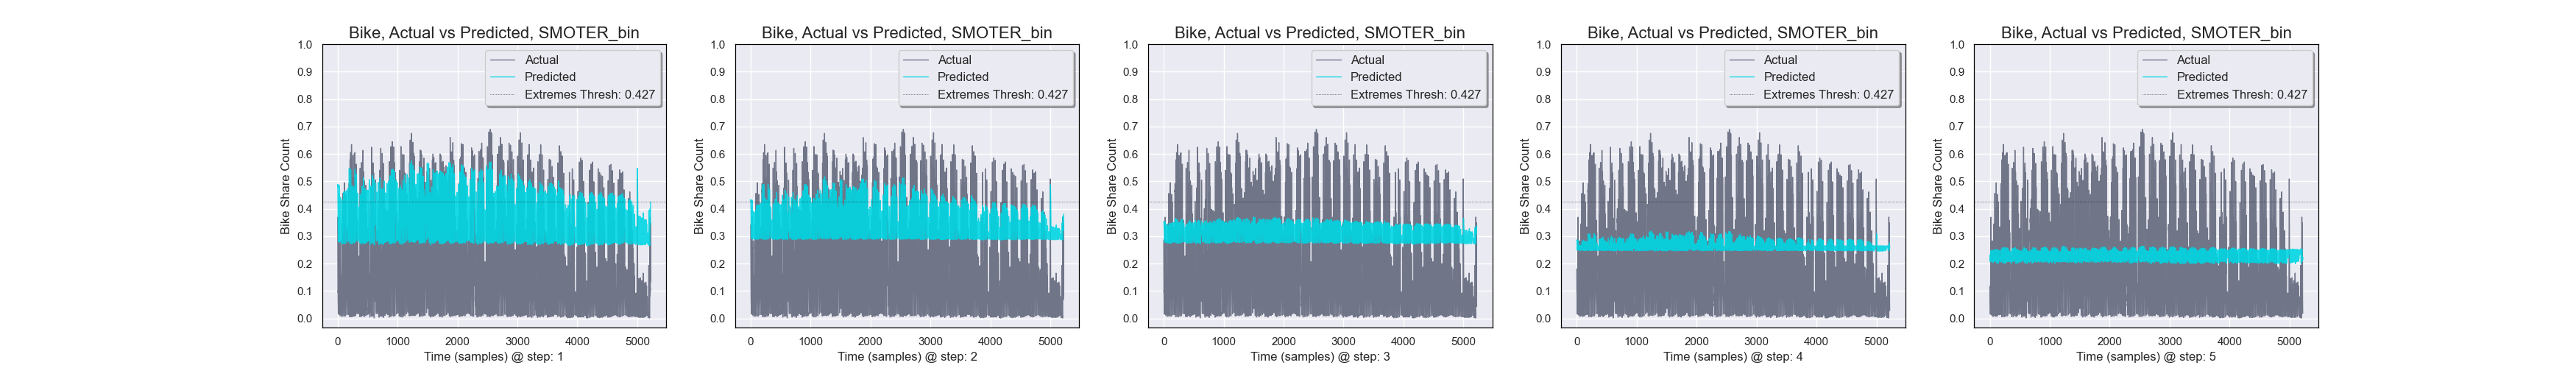 Bike, Actual vs Predicted, SMOTER_bin
Actual
Predicted
Extremes Thresh: 0.427
Bike Share Count
1.0
0.9
0.8
0.7
0.6
0.5
0.4
0.3
0.2
0.1
0.0
0 1000 2000 3000 4000 5000
Time (samples) @ step: 1
Bike, Actual vs Predicted, SMOTER_bin
Actual
Predicted
Extremes Thresh: 0.427
Bike Share Count
1.0
0.9
0.8
0.7
0.6
0.5
0.4
0.3
0.2
0.1
0.0
0 1000 2000 3000 4000 5000
Time (samples) @ step: 2
Bike, Actual vs Predicted, SMOTER_bin
Actual
Predicted
Extremes Thresh: 0.427
Bike Share Count
1.0
0.9
0.8
0.7
0.6
0.5
0.4
0.3
0.2
0.1
0.0
0 1000 2000 3000 4000 5000
Time (samples) @ step: 3
Bike, Actual vs Predicted, SMOTER_bin
Actual
Predicted
Extremes Thresh: 0.427
Bike Share Count
1.0
0.9
0.8
0.7
0.6
0.5
0.4
0.3
0.2
0.1
0.0
0 1000 2000 3000 4000 5000
Time (samples) @ step: 4
Bike, Actual vs Predicted, SMOTER_bin
Actual
Predicted
Extremes Thresh: 0.427
Bike Share Count
1.0
0.9
0.8
0.7
0.6
0.5
0.4
0.3
0.2
0.1
0.0
0 1000 2000 3000 4000 5000
Time (samples) @ step: 5